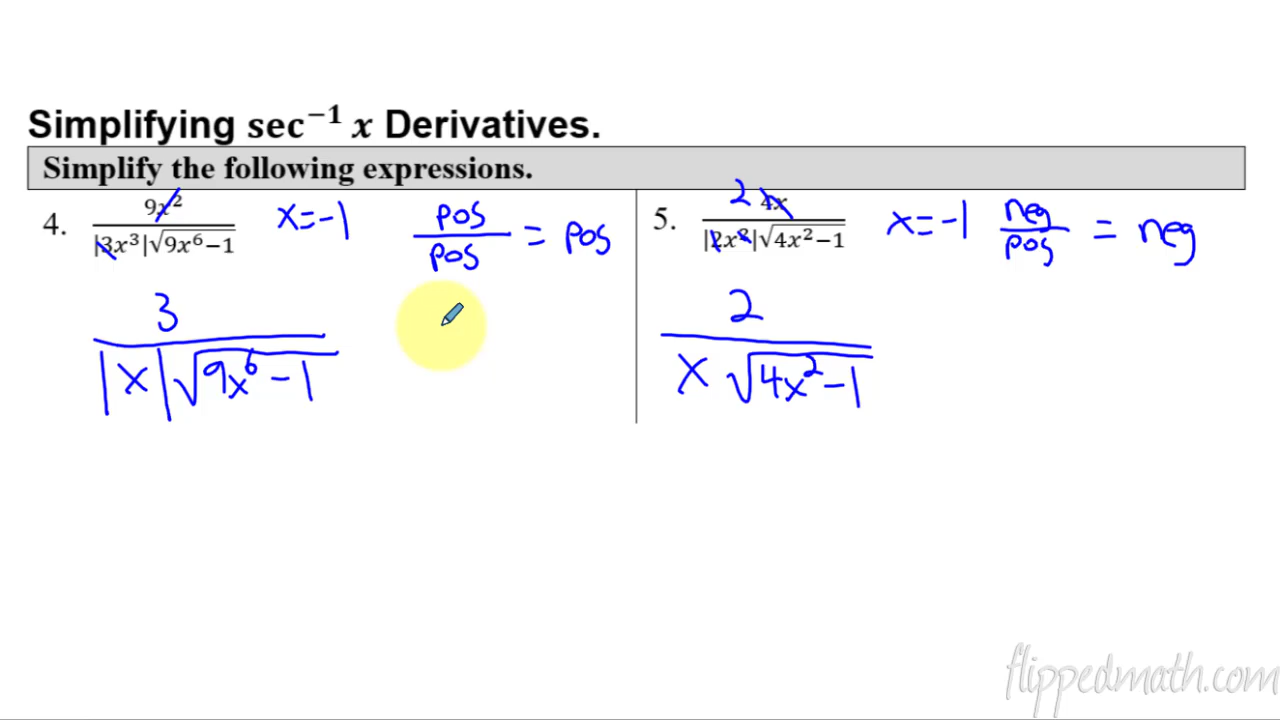 Simplifying sec⁻¹ x Derivatives.
Simplify the following expressions.
4. 9x² / |3x³|√9x⁶−1
x=-1
pos / pos = pos
3 / |x|√9x⁶-1
5. 2 4x / |2x²|√4x²−1
x=-1
neg / pos = neg
2 / x√4x²-1
flippedmath.com